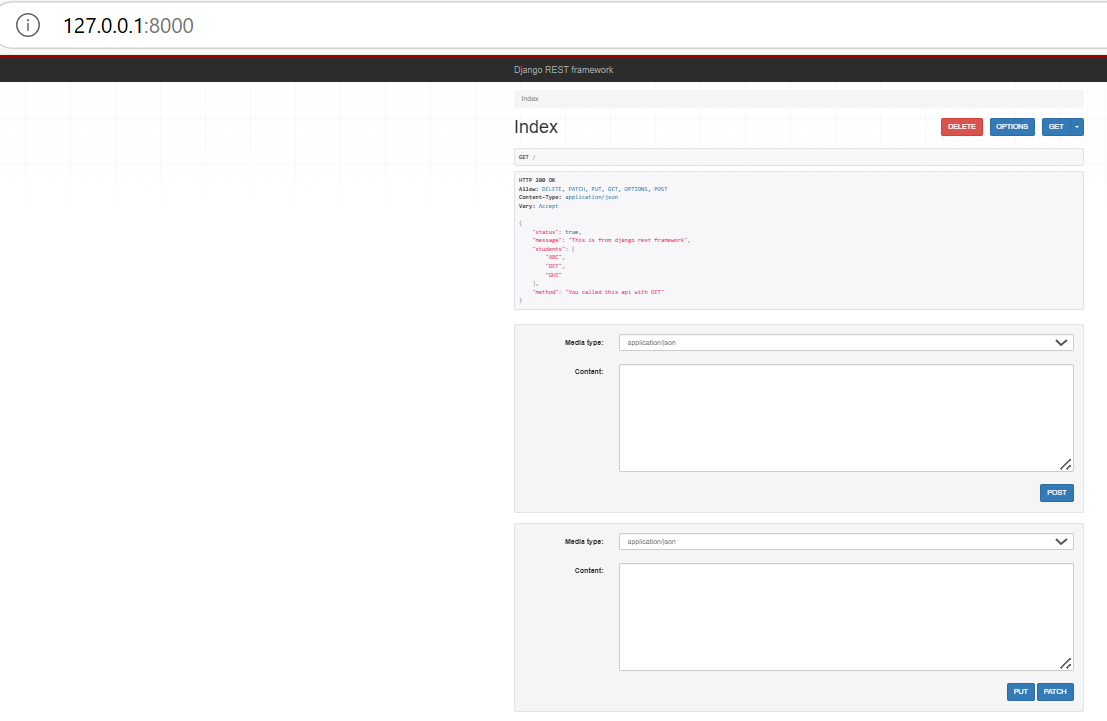 127.0.0.1:8000
Django REST framework
Index
Index
DELETE OPTIONS GET
GET /
HTTP 200 OK
Allow: DELETE, PATCH, PUT, GET, OPTIONS, POST
Content-Type: application/json
Vary: Accept
{
    "status": true,
    "message": "This is from django rest framework",
    "students": [
        "ABC",
        "DEF",
        "GHI"
    ],
    "method": "You called this api with GET"
}
Media type: application/json
Content:
POST
Media type: application/json
Content:
PUT PATCH